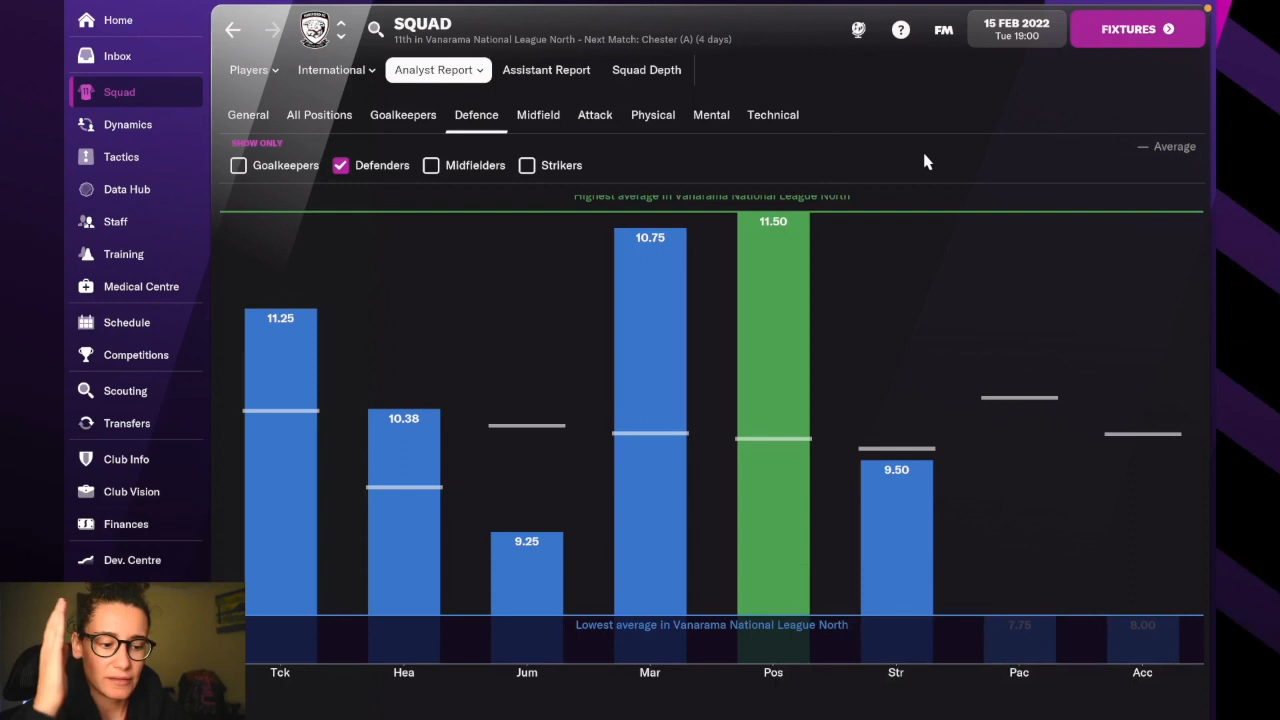 Home
Inbox
Squad
Dynamics
Tactics
Data Hub
Staff
Training
Medical Centre
Schedule
Competitions
Scouting
Transfers
Club Info
Club Vision
Finances
Dev. Centre
SQUAD
11th in Vanarama National League North - Next Match: Chester (A) (4 days)
FM
15 FEB 2022
Tue 19:00
FIXTURES
Players
International
Analyst Report
Assistant Report
Squad Depth
General
All Positions
Goalkeepers
Defence
Midfield
Attack
Physical
Mental
Technical
SHOW ONLY
Goalkeepers
Defenders
Midfielders
Strikers
Average
Highest average in Vanarama National League North
11.25
10.38
9.25
10.75
11.50
9.50
7.75
8.00
Lowest average in Vanarama National League North
Tck
Hea
Jum
Mar
Pos
Str
Pac
Acc